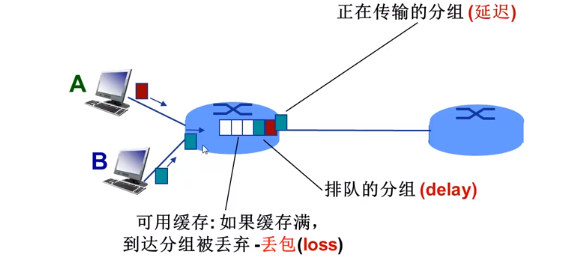 正在传输的分组 (延迟)
A
B
排队的分组 (delay)
可用缓存: 如果缓存满，
到达分组被丢弃 -丢包(loss)